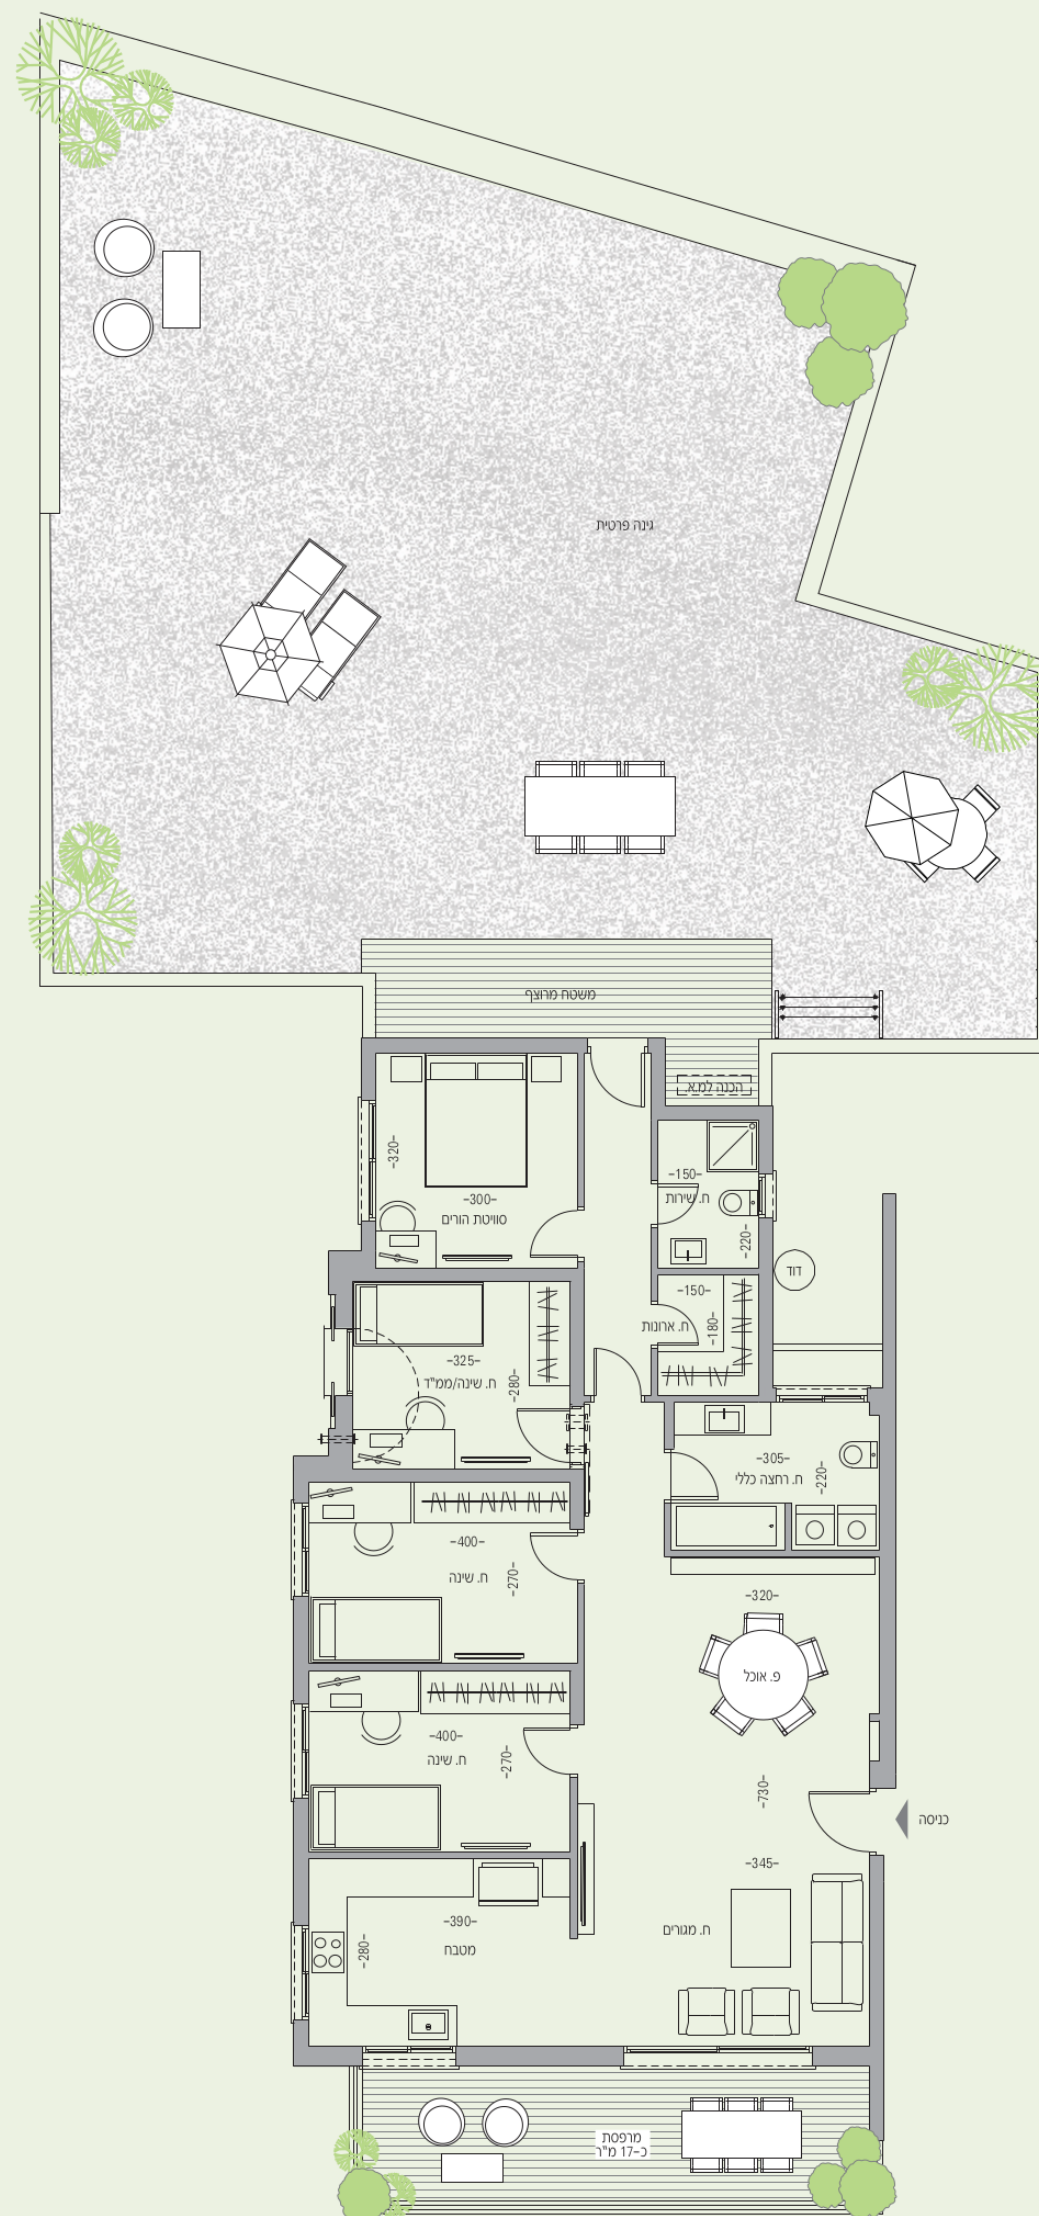 גינה פרטית
משטח מרוצף
הכנה למ.א.
-320-
-300-
סוויטת הורים
-150-
ח. שירות
-220-
דוד
-150-
ח. ארונות
-180-
-325-
ח. שינה/ממ"ד
-280-
-305-
ח. רחצה כללי
-220-
-400-
ח. שינה
-270-
-320-
פ. אוכל
-400-
ח. שינה
-270-
-730-
כניסה
-345-
ח. מגורים
-390-
מטבח
-280-
מרפסת
כ-17 מ"ר